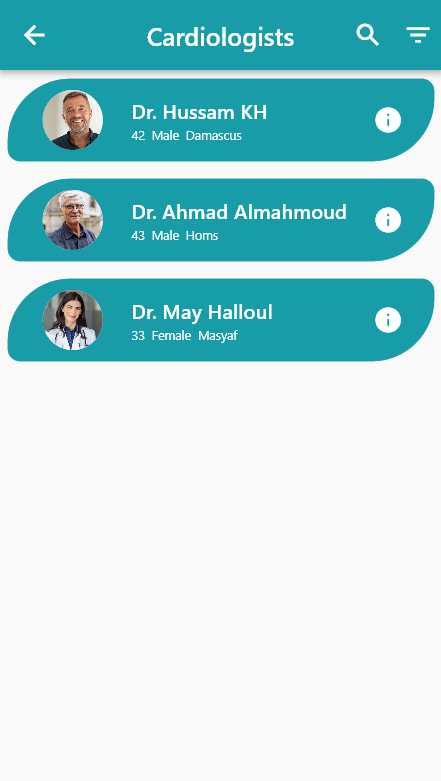 Cardiologists
Dr. Hussam KH
42 Male Damascus
Dr. Ahmad Almahmoud
43 Male Homs
Dr. May Halloul
33 Female Masyaf